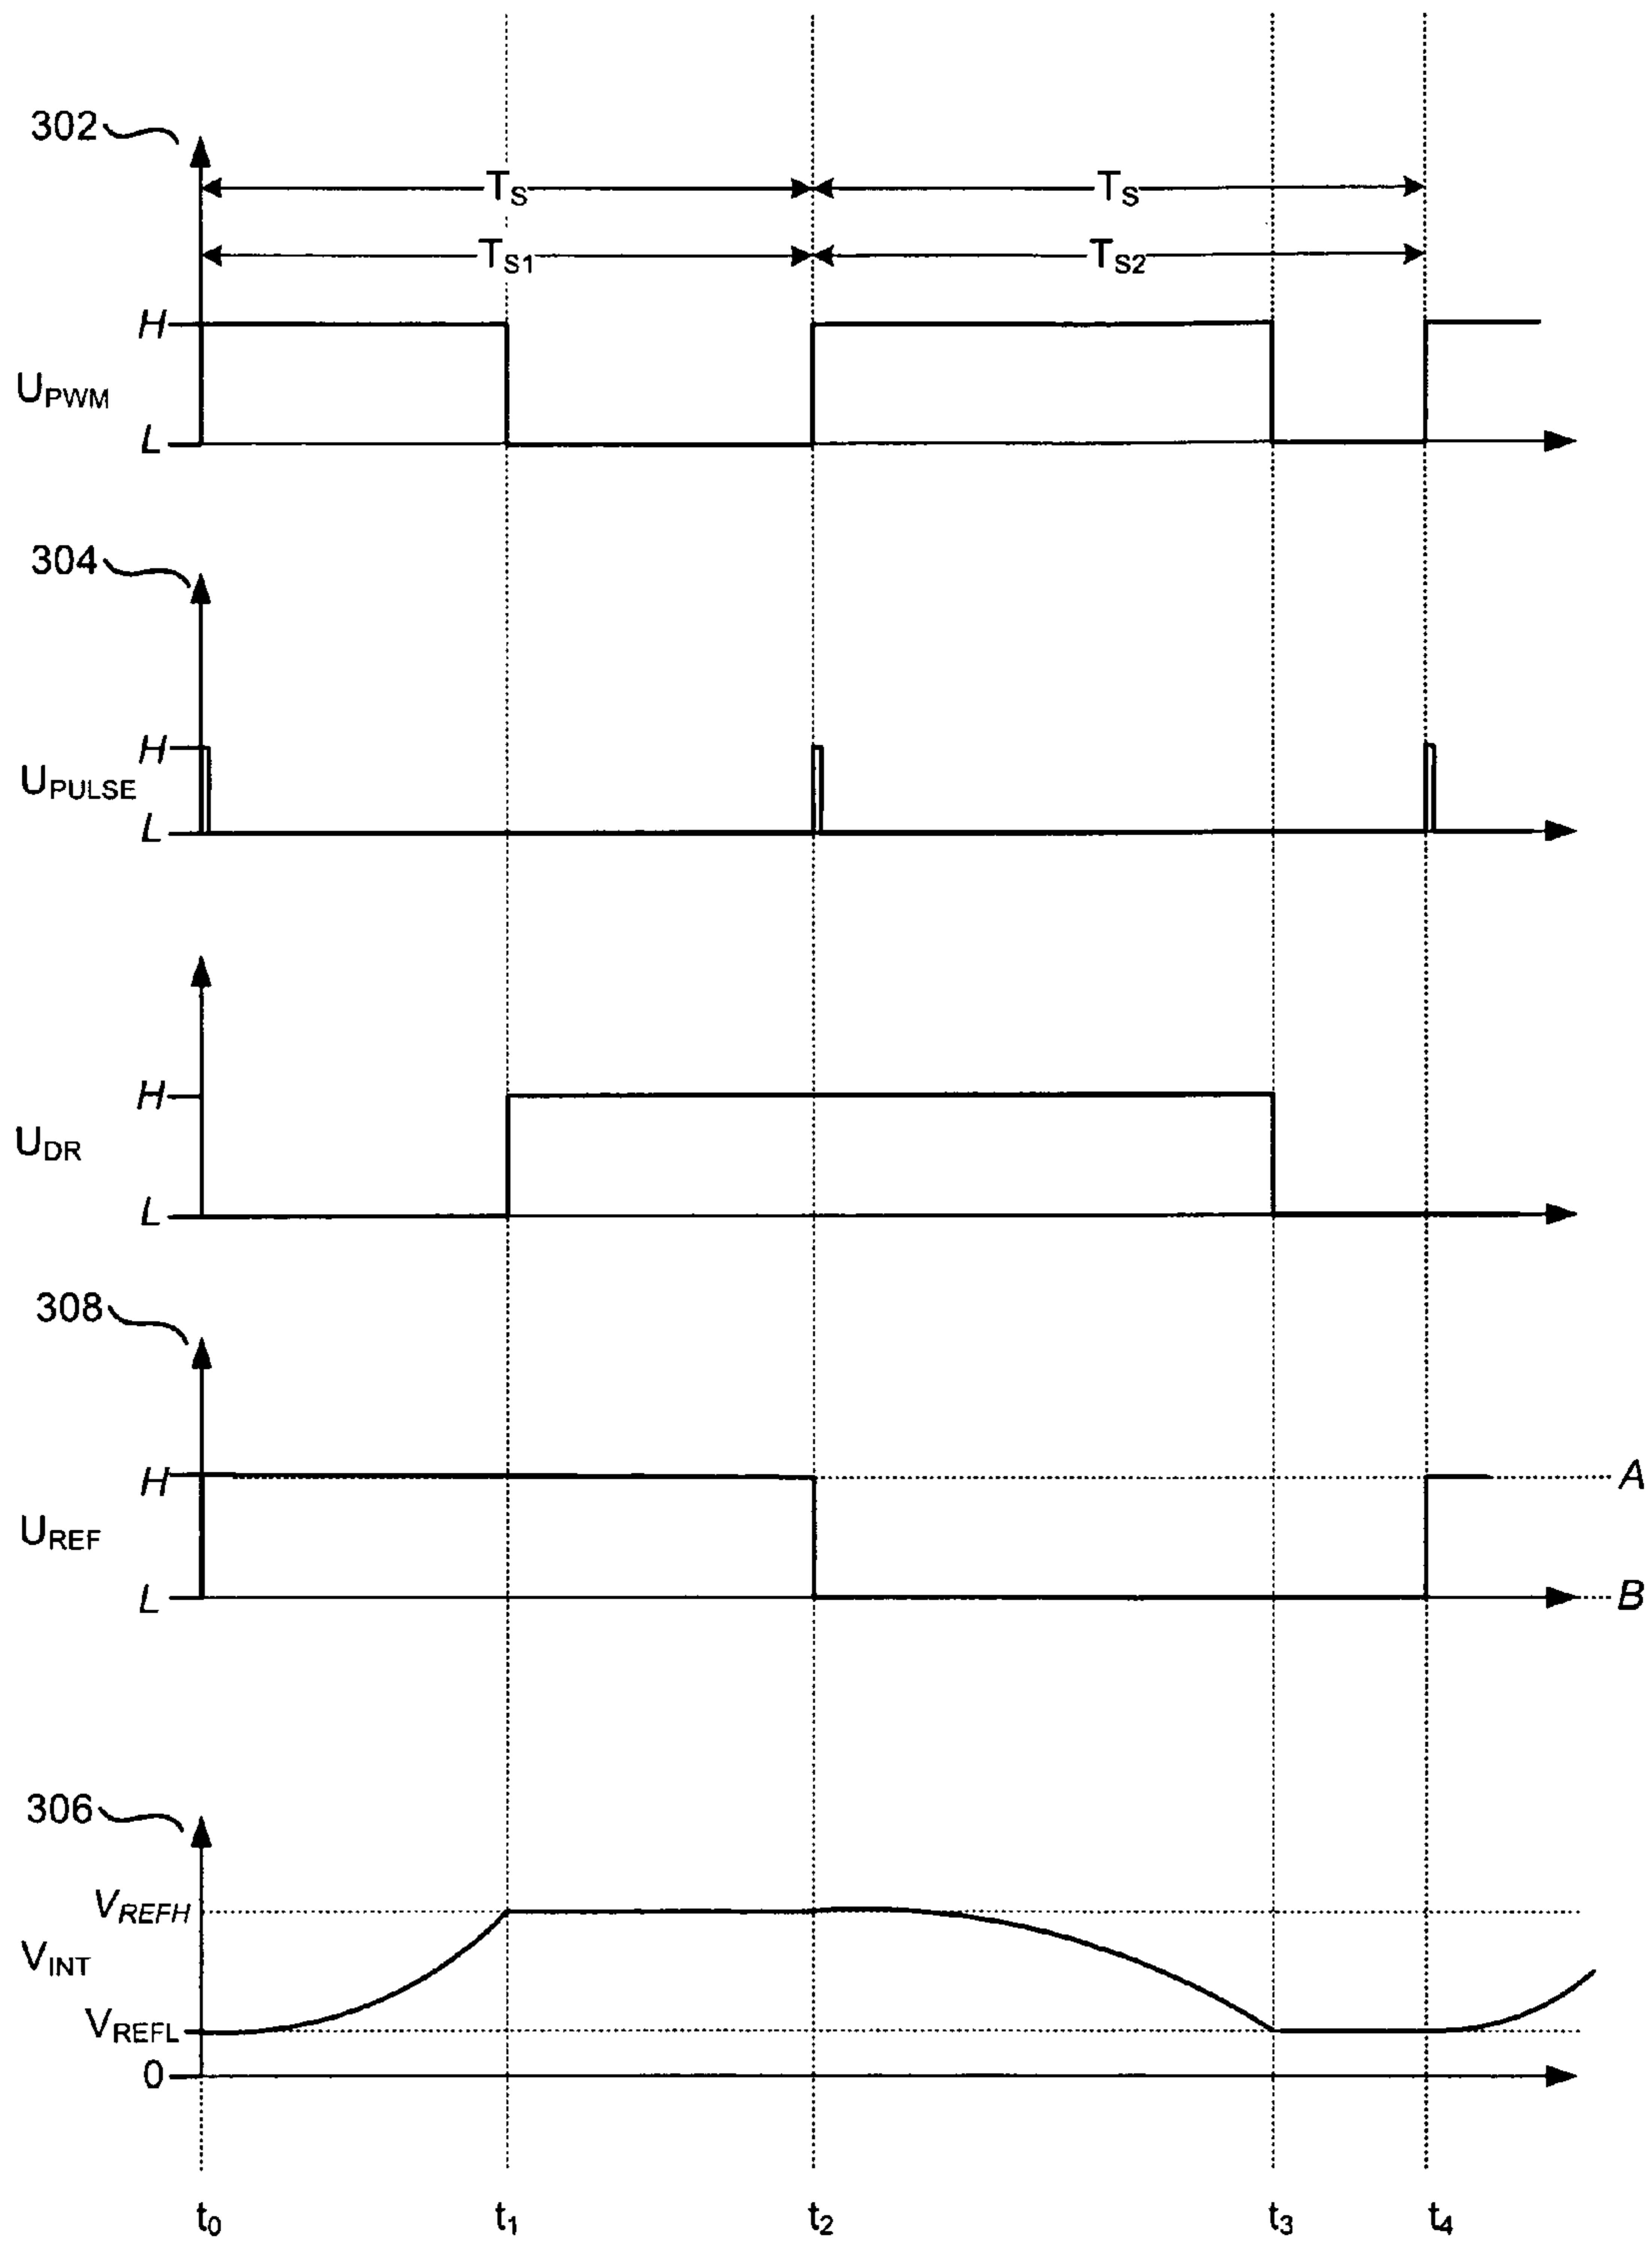 302
T_S T_S
T_S1 T_S2
H
U_PWM
L
304
H
U_PULSE
L
H
U_DR
L
308
H A
U_REF
L B
306
V_REFH
V_INT
V_REFL
0
t_0 t_1 t_2 t_3 t_4